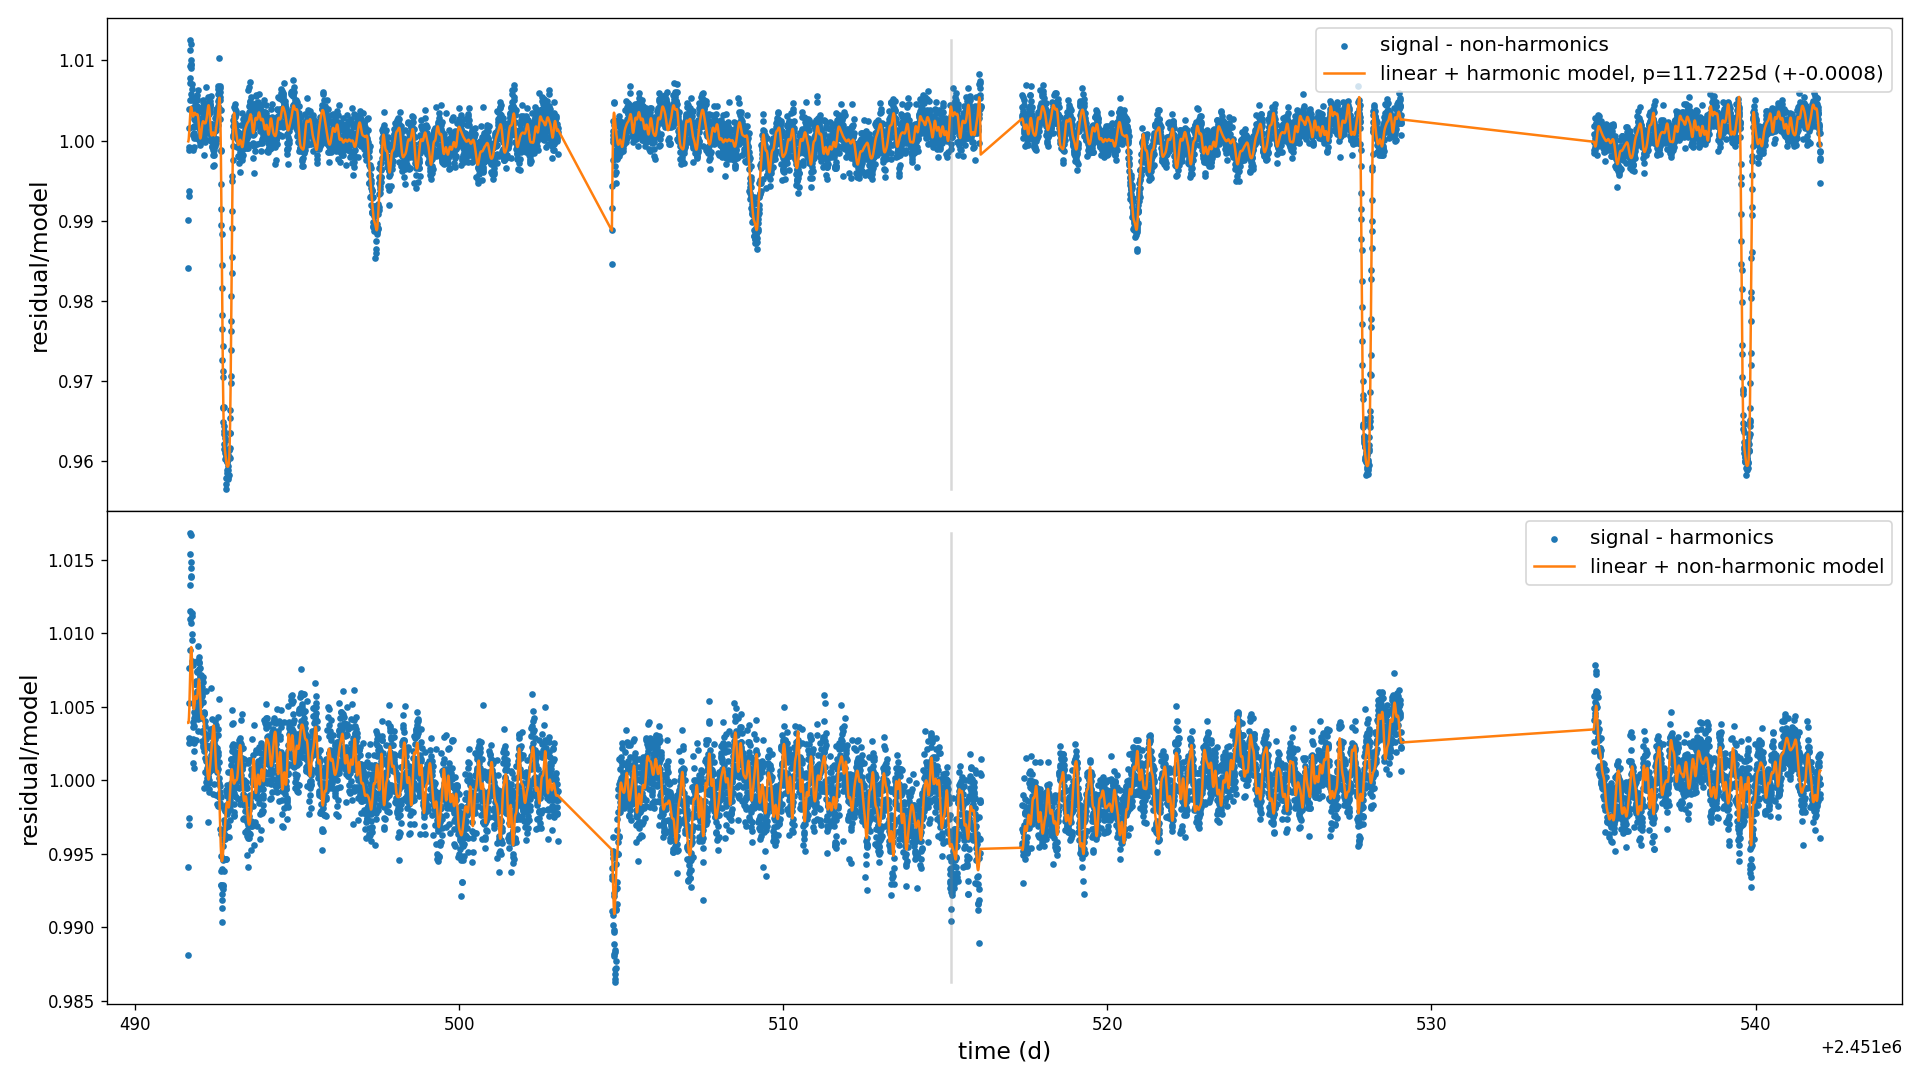 signal - non-harmonics
linear + harmonic model, p=11.7225d (+-0.0008)
residual/model
1.01
1.00
0.99
0.98
0.97
0.96
signal - harmonics
linear + non-harmonic model
residual/model
1.015
1.010
1.005
1.000
0.995
0.990
0.985
490 500 510 520 530 540
time (d)
+2.451e6